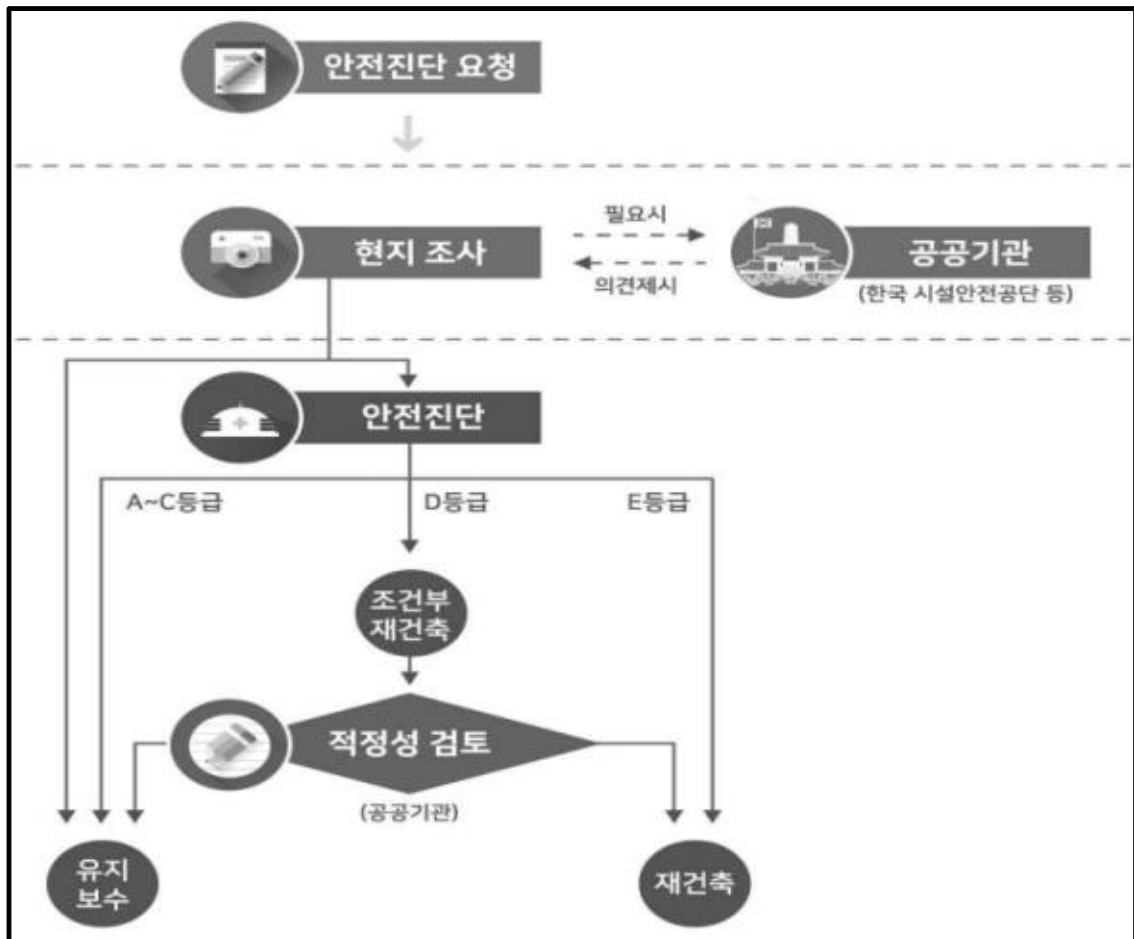 안전진단 요청
필요시
현지 조사
공공기관
의견제시
(한국 시설안전공단 등)
안전진단
A~C등급
D등급
E등급
조건부
재건축
적정성 검토
(공공기관)
유지
보수
재건축